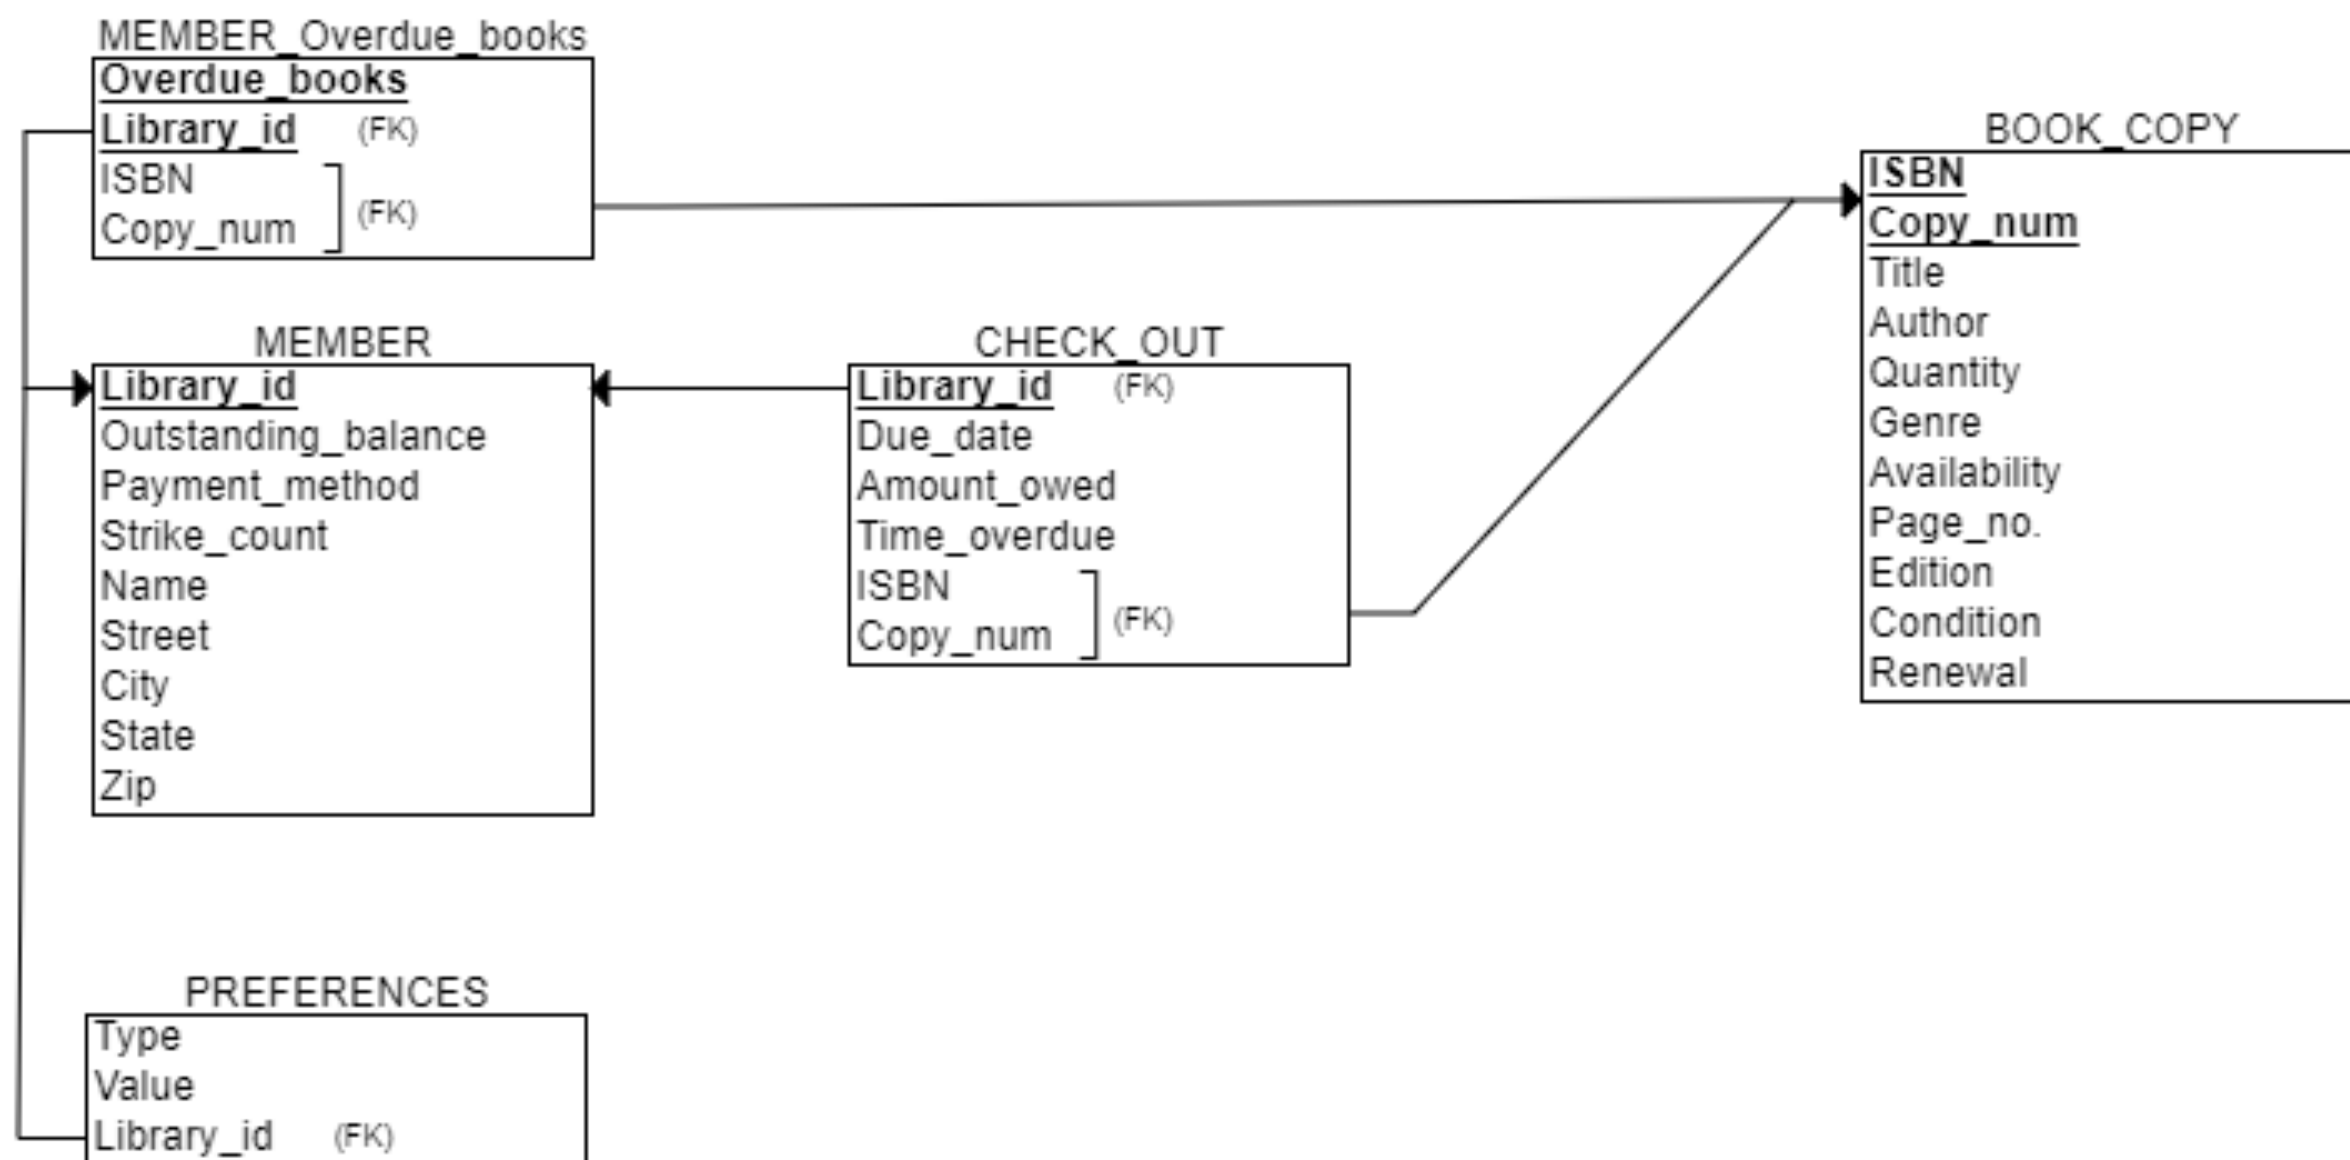 MEMBER_Overdue_books
Overdue_books
Library_id (FK)
ISBN
Copy_num (FK)
MEMBER
Library_id
Outstanding_balance
Payment_method
Strike_count
Name
Street
City
State
Zip
CHECK_OUT
Library_id (FK)
Due_date
Amount_owed
Time_overdue
ISBN
Copy_num (FK)
BOOK_COPY
ISBN
Copy_num
Title
Author
Quantity
Genre
Availability
Page_no.
Edition
Condition
Renewal
PREFERENCES
Type
Value
Library_id (FK)